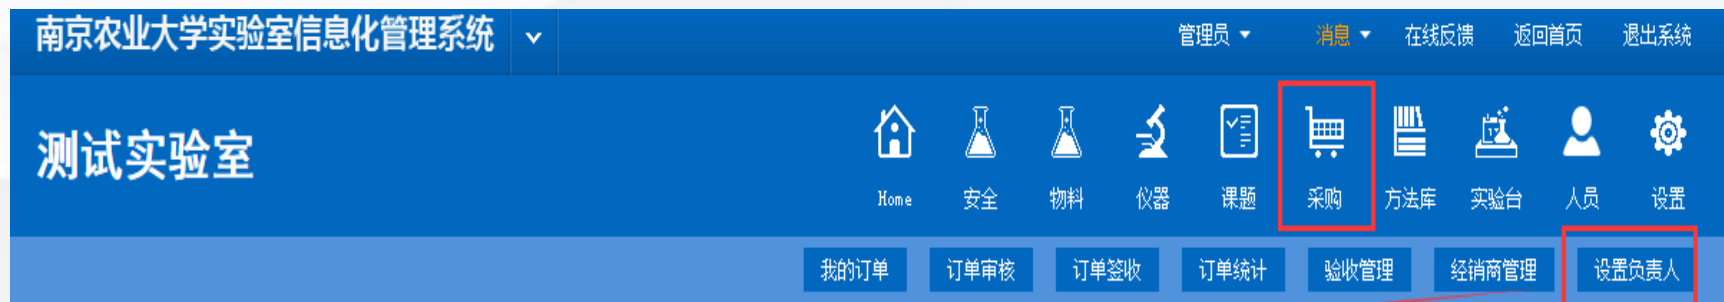 南京农业大学实验室信息化管理系统 管理员 消息 在线反馈 返回首页 退出系统
测试实验室
Home 安全 物料 仪器 课题 采购 方法库 实验台 人员 设置
我的订单 订单审核 订单签收 订单统计 验收管理 经销商管理 设置负责人